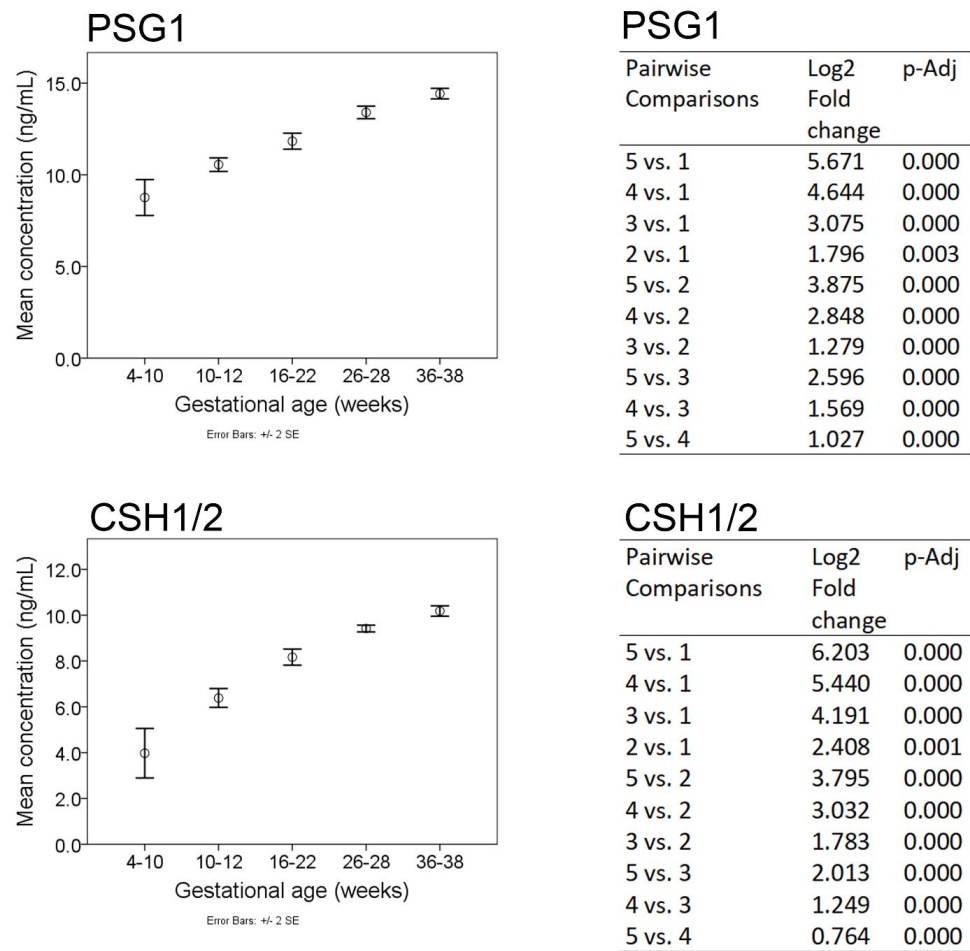 PSG1
Mean concentration (ng/mL)
15.0
10.0
5.0
0.0
4-10 10-12 16-22 26-28 36-38
Gestational age (weeks)
Error Bars: +/- 2 SE
PSG1
Pairwise Comparisons Log2 Fold change p-Adj
5 vs. 1 5.671 0.000
4 vs. 1 4.644 0.000
3 vs. 1 3.075 0.000
2 vs. 1 1.796 0.003
5 vs. 2 3.875 0.000
4 vs. 2 2.848 0.000
3 vs. 2 1.279 0.000
5 vs. 3 2.596 0.000
4 vs. 3 1.569 0.000
5 vs. 4 1.027 0.000
CSH1/2
Mean concentration (ng/mL)
12.0
10.0
8.0
6.0
4.0
2.0
0.0
4-10 10-12 16-22 26-28 36-38
Gestational age (weeks)
Error Bars: +/- 2 SE
CSH1/2
Pairwise Comparisons Log2 Fold change p-Adj
5 vs. 1 6.203 0.000
4 vs. 1 5.440 0.000
3 vs. 1 4.191 0.000
2 vs. 1 2.408 0.001
5 vs. 2 3.795 0.000
4 vs. 2 3.032 0.000
3 vs. 2 1.783 0.000
5 vs. 3 2.013 0.000
4 vs. 3 1.249 0.000
5 vs. 4 0.764 0.000